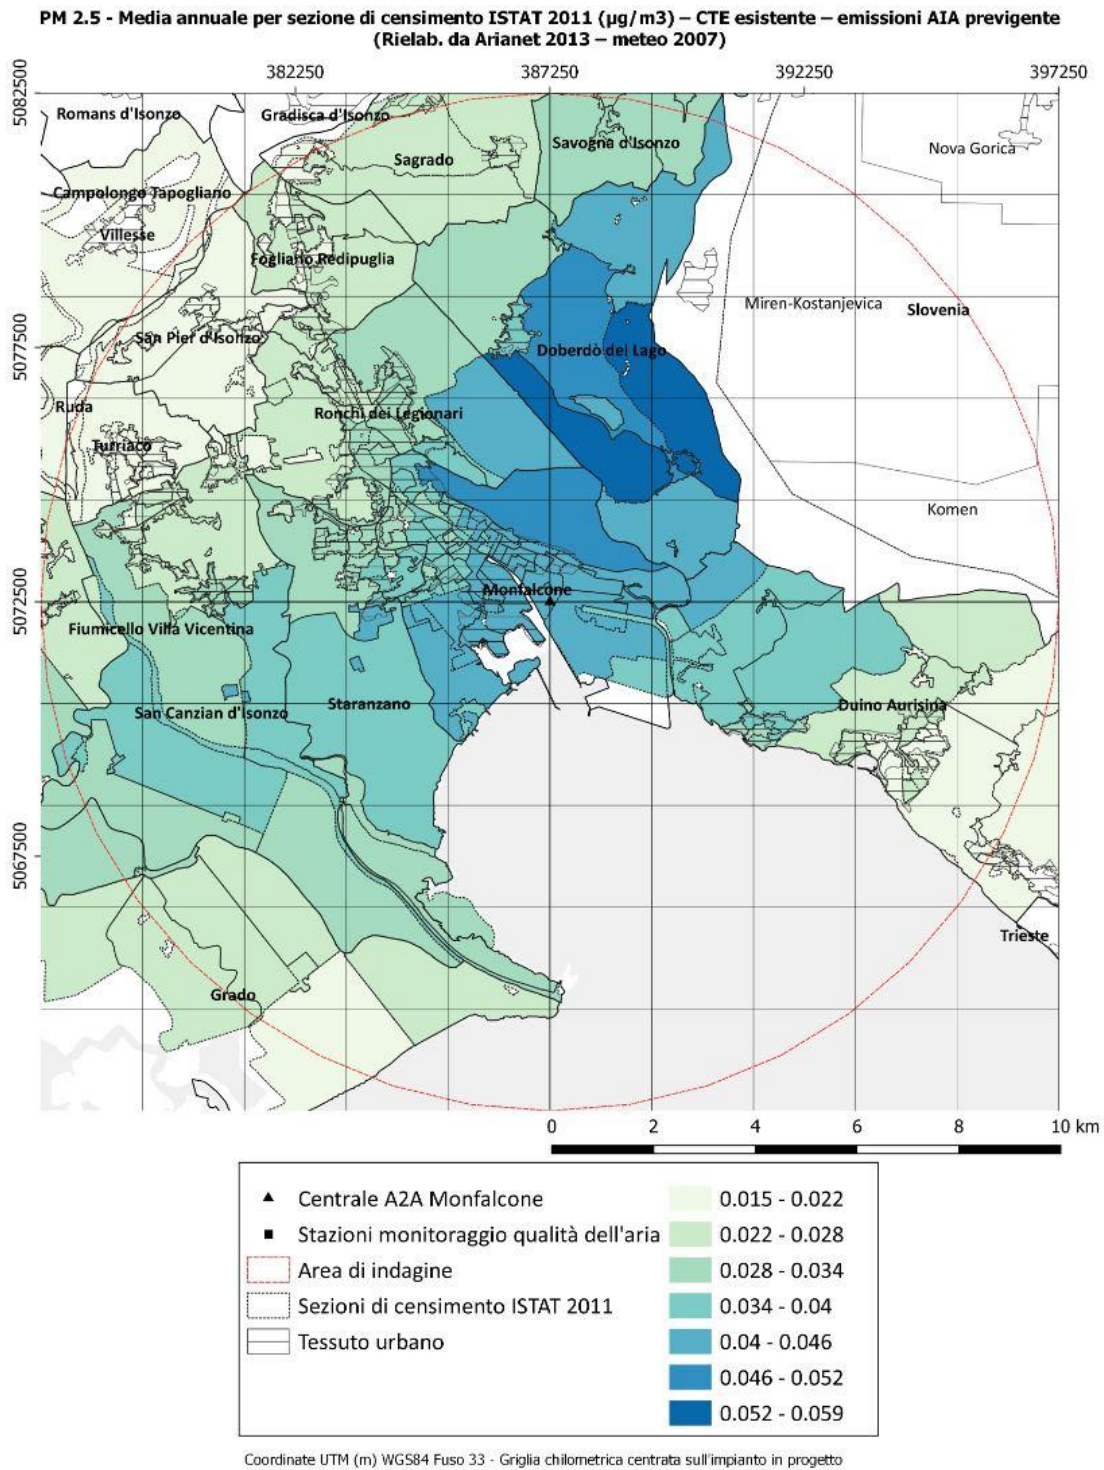 PM 2.5 - Media annuale per sezione di censimento ISTAT 2011 (µg/m3) – CTE esistente – emissioni AIA previgente
(Rielab. da Arianet 2013 – meteo 2007)
382250 387250 392250 397250
5082500
Romans d'Isonzo
Gradisca d'Isonzo
Savogna d'Isonzo
Nova Gorica
Sagrado
Campolongo Tapogliano
Villesse
Fogliano Redipuglia
Miren-Kostanjevica
Slovenia
5077500
San Pier d'Isonzo
Doberdò del Lago
Ruda
Ronchi dei Legionari
Turriaco
Komen
5072500
Monfalcone
Fiumicello Villa Vicentina
San Canzian d'Isonzo
Staranzano
Duino Aurisina
5067500
Trieste
Grado
0 2 4 6 8 10 km
Centrale A2A Monfalcone
Stazioni monitoraggio qualità dell'aria
Area di indagine
Sezioni di censimento ISTAT 2011
Tessuto urbano
0.015 - 0.022
0.022 - 0.028
0.028 - 0.034
0.034 - 0.04
0.04 - 0.046
0.046 - 0.052
0.052 - 0.059
Coordinate UTM (m) WGS84 Fuso 33 - Griglia chilometrica centrata sull'impianto in progetto